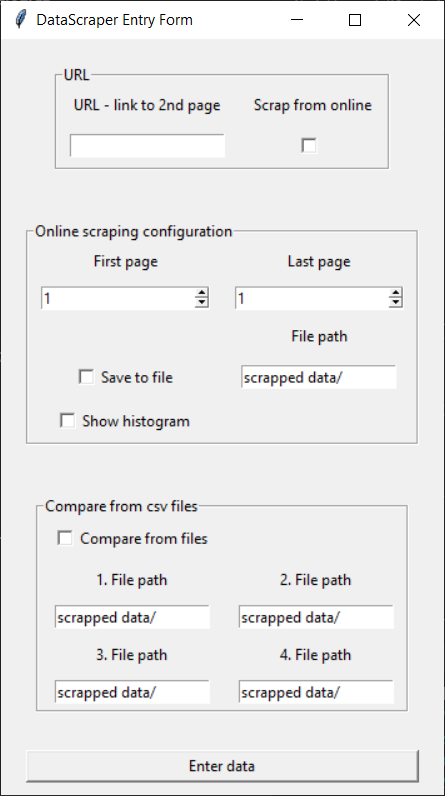 DataScraper Entry Form
URL
URL - link to 2nd page Scrap from online
Online scraping configuration
First page Last page
1 1
File path
Save to file scrapped data/
Show histogram
Compare from csv files
Compare from files
1. File path 2. File path
scrapped data/ scrapped data/
3. File path 4. File path
scrapped data/ scrapped data/
Enter data